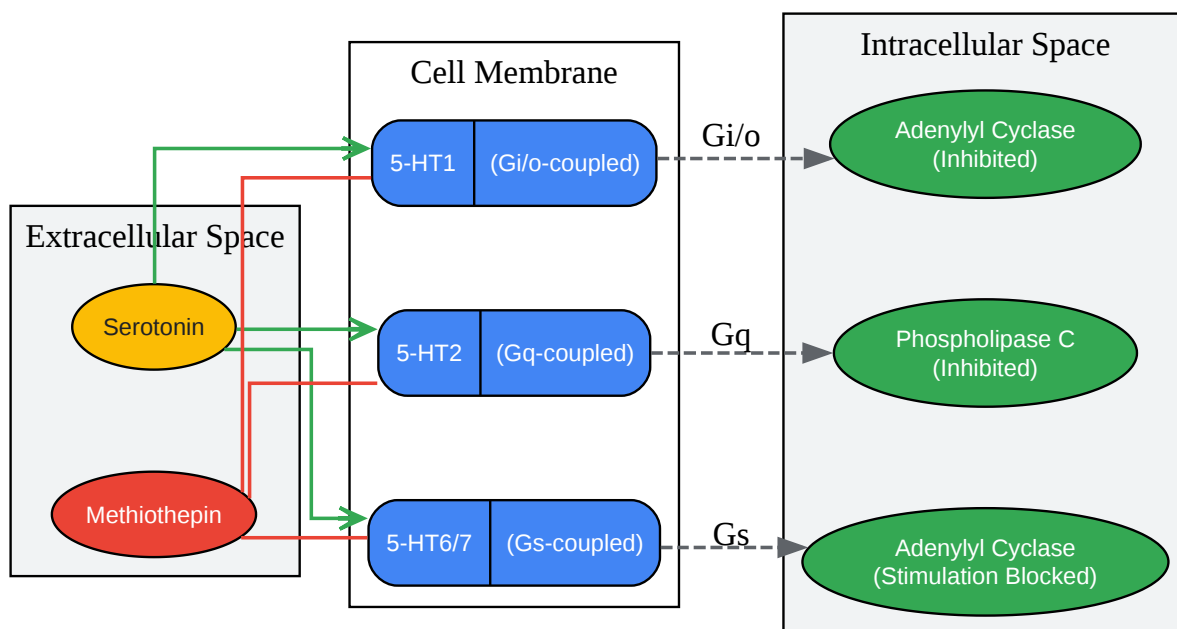 Intracellular Space
Cell Membrane
Extracellular Space
Serotonin
Methiothepin
5-HT1 (Gi/o-coupled)
Gi/o
Adenylyl Cyclase
(Inhibited)
5-HT2 (Gq-coupled)
Gq
Phospholipase C
(Inhibited)
5-HT6/7 (Gs-coupled)
Gs
Adenylyl Cyclase
(Stimulation Blocked)